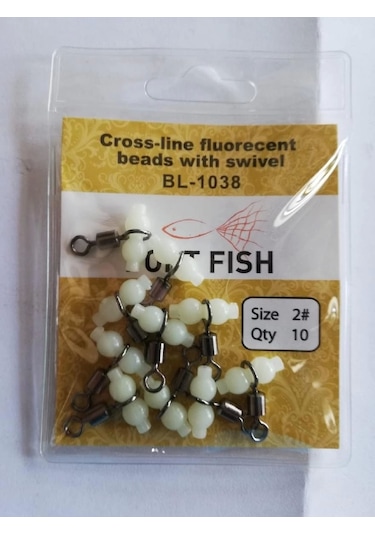 Cross-line fluorecent
beads with swivel
BL-1038
FISH
Size 2#
Qty 10